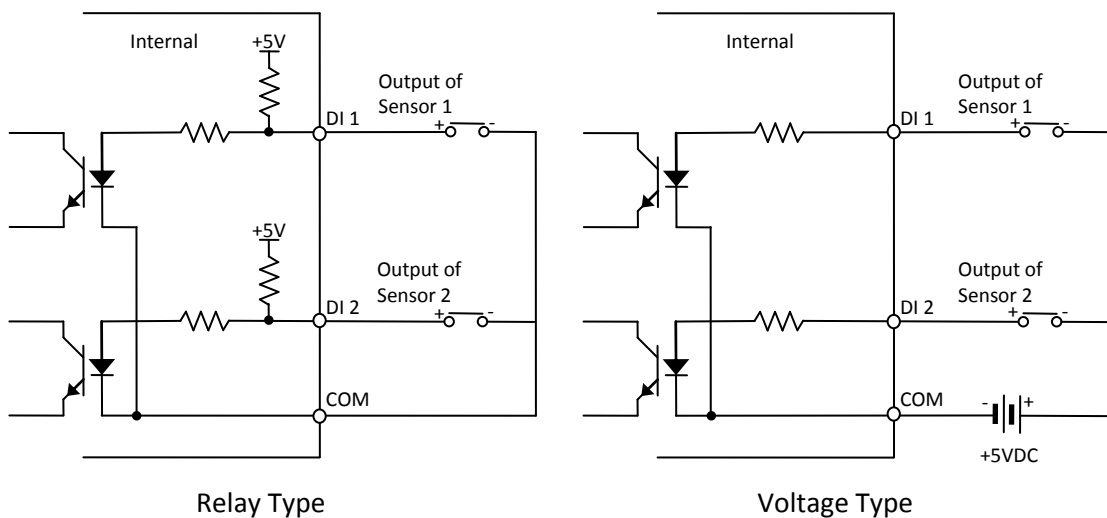 Internal
+5V
Output of
Sensor 1
DI 1
+ -
+5V
Output of
Sensor 2
DI 2
+ -
COM
Relay Type
Internal
Output of
Sensor 1
DI 1
+ -
Output of
Sensor 2
DI 2
+ -
COM
- +
+5VDC
Voltage Type